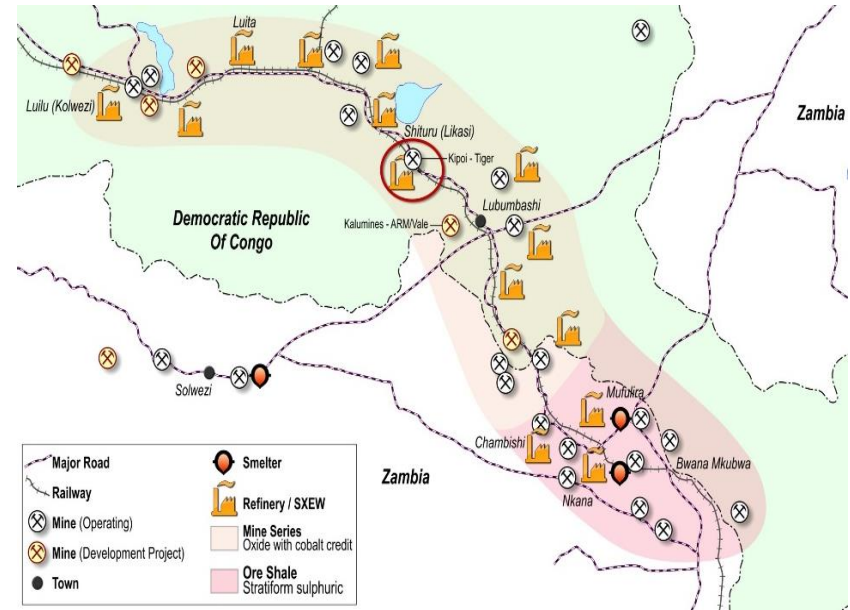 Luita
Zambia
Luilu (Kolwezi)
Shituru (Likasi)
Kipoi - Tiger
Democratic Republic
Of Congo
Lubumbashi
Kalumines - ARM/Vale
Solwezi
Mufulira
Chambishi
Bwana Mkubwa
Zambia
Nkana
Major Road
Railway
Mine (Operating)
Mine (Development Project)
Town
Smelter
Refinery / SXEW
Mine Series
Oxide with cobalt credit
Ore Shale
Stratiform sulphuric